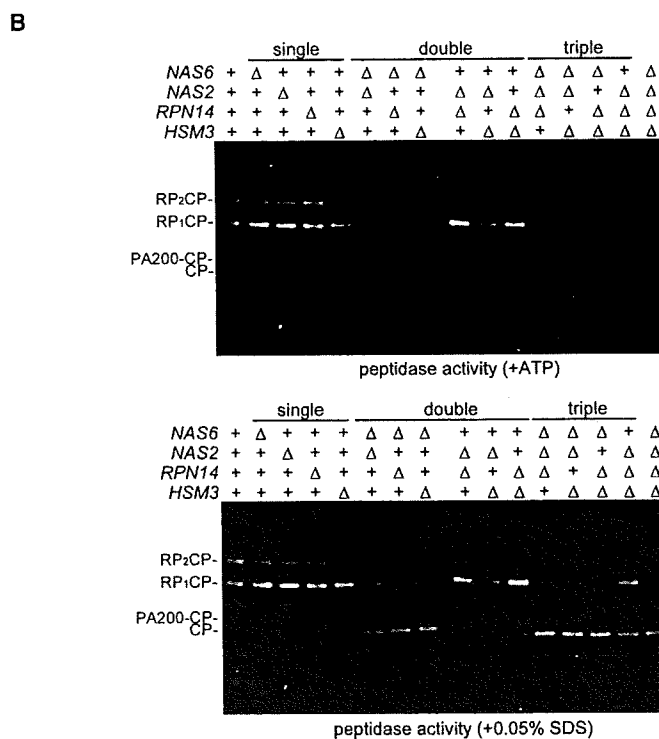 B
single double triple
NAS6 + Δ + + + Δ Δ Δ + + + Δ Δ Δ + Δ
NAS2 + + Δ + + Δ + + Δ Δ + Δ Δ + Δ Δ
RPN14 + + + Δ + + Δ + Δ + Δ Δ + Δ Δ Δ
HSM3 + + + + Δ + + Δ + Δ Δ + Δ Δ Δ Δ
RP2CP-
RP1CP-
PA200-CP-
CP-
peptidase activity (+ATP)
single double triple
NAS6 + Δ + + + Δ Δ Δ + + + Δ Δ Δ + Δ
NAS2 + + Δ + + Δ + + Δ Δ + Δ Δ + Δ Δ
RPN14 + + + Δ + + Δ + Δ + Δ Δ + Δ Δ Δ
HSM3 + + + + Δ + + Δ + Δ Δ + Δ Δ Δ Δ
RP2CP-
RP1CP-
PA200-CP-
CP-
peptidase activity (+0.05% SDS)